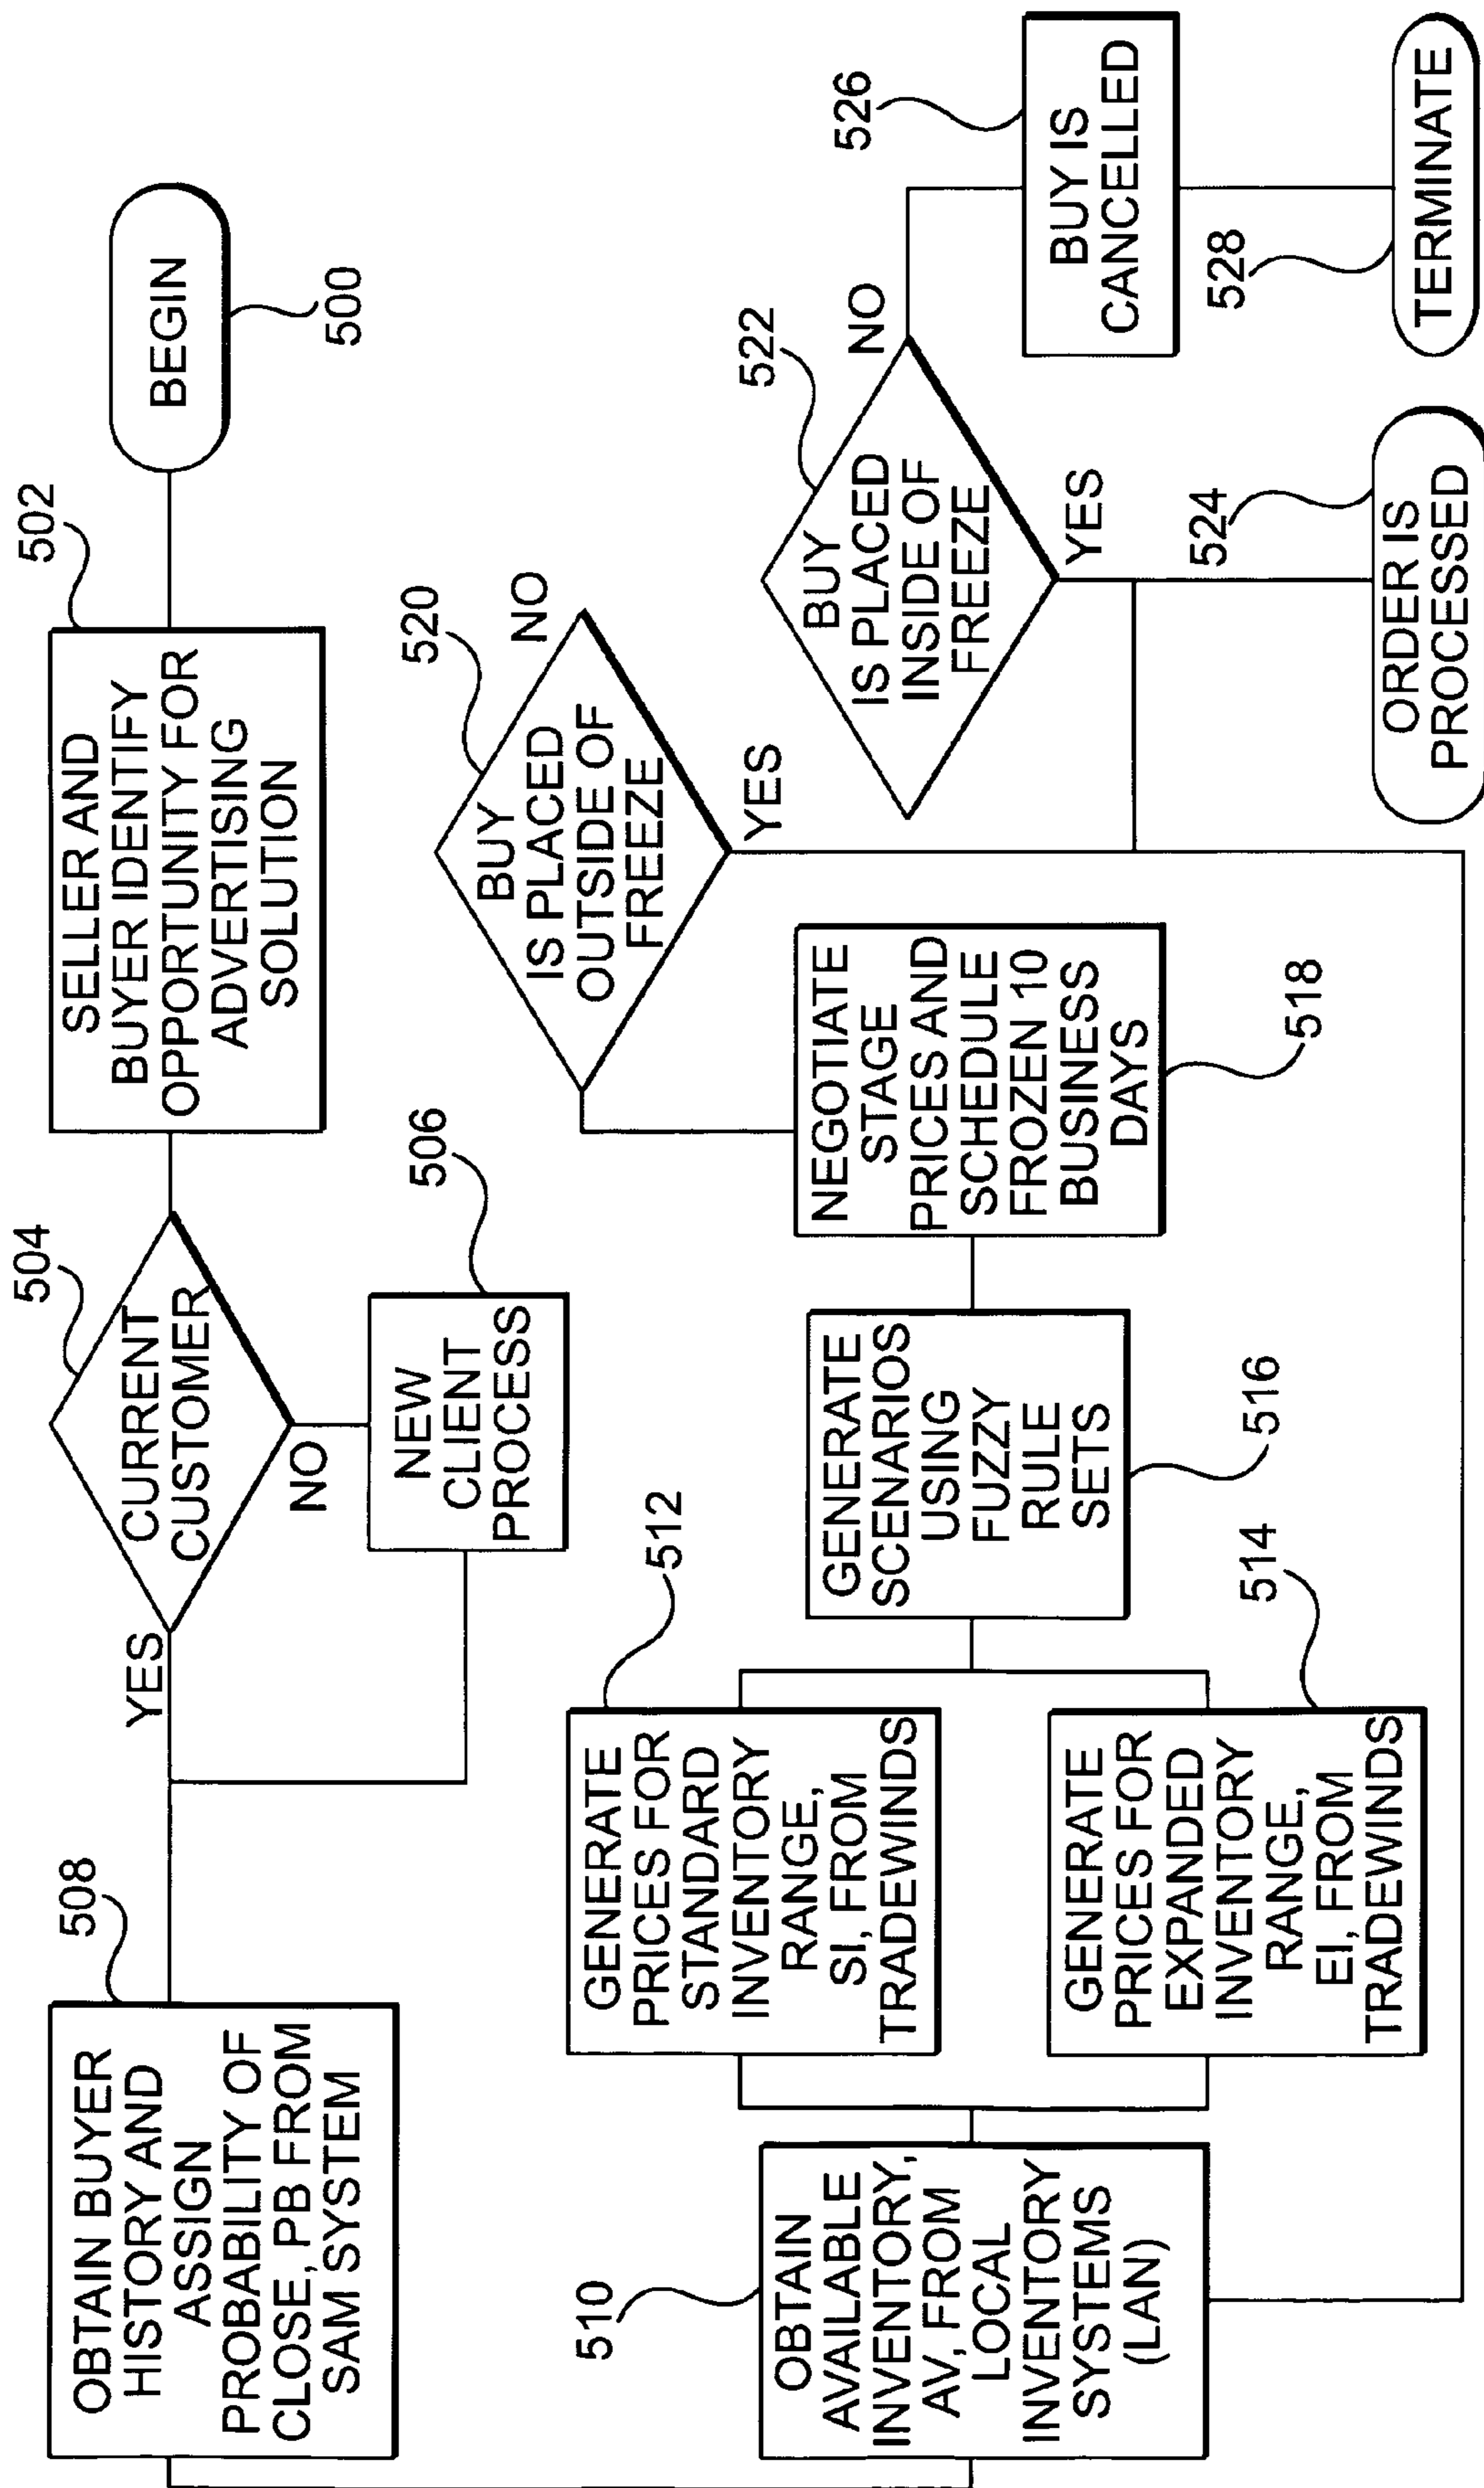 BEGIN
500
502
SELLER AND
BUYER IDENTIFY
OPPORTUNITY FOR
ADVERTISING
SOLUTION
504
CURRENT
CUSTOMER
YES
NO
506
NEW
CLIENT
PROCESS
508
OBTAIN BUYER
HISTORY AND
ASSIGN
PROBABILITY OF
CLOSE, PB FROM
SAM SYSTEM
510
OBTAIN
AVAILABLE
INVENTORY,
AV, FROM
LOCAL
INVENTORY
SYSTEMS
(LAN)
512
GENERATE
PRICES FOR
STANDARD
INVENTORY
RANGE,
SI, FROM
TRADEWINDS
514
GENERATE
PRICES FOR
EXPANDED
INVENTORY
RANGE,
EI, FROM
TRADEWINDS
516
GENERATE
SCENARIOS
USING
FUZZY
RULE
SETS
518
NEGOTIATE
STAGE
PRICES AND
SCHEDULE
FROZEN 10
BUSINESS
DAYS
520
BUY
IS PLACED
OUTSIDE OF
FREEZE
NO
YES
522
BUY
IS PLACED
INSIDE OF
FREEZE
NO
YES
524
ORDER IS
PROCESSED
526
BUY IS
CANCELLED
528
TERMINATE